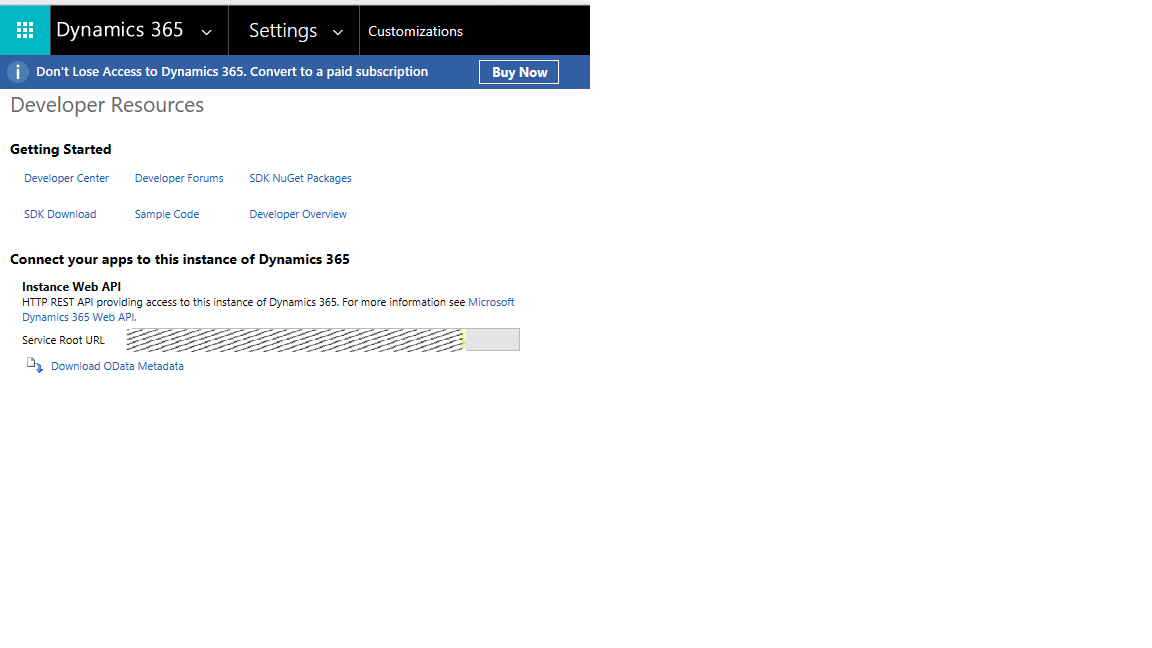 Dynamics 365 Settings Customizations
Don't Lose Access to Dynamics 365. Convert to a paid subscription Buy Now
Developer Resources
Getting Started
Developer Center Developer Forums SDK NuGet Packages
SDK Download Sample Code Developer Overview
Connect your apps to this instance of Dynamics 365
Instance Web API
HTTP REST API providing access to this instance of Dynamics 365. For more information see Microsoft
Dynamics 365 Web API.
Service Root URL
Download OData Metadata